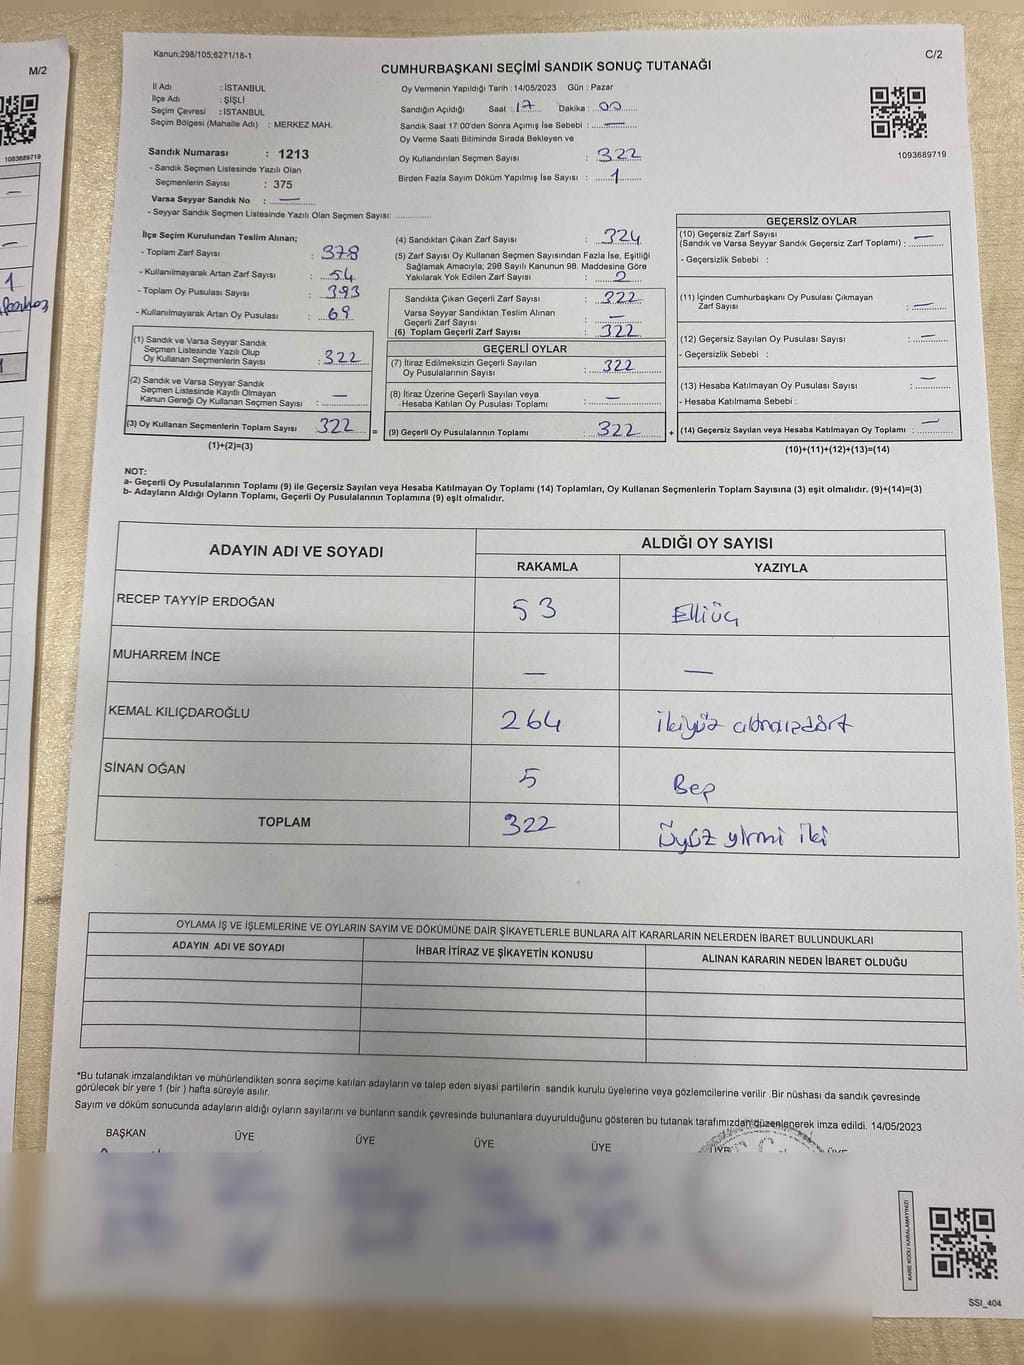 M/2
1093689719
1
1
Kanun;298/105;6271/18-1
C/2
CUMHURBAŞKANI SEÇİMİ SANDIK SONUÇ TUTANAĞI
İl Adı : İSTANBUL
İlçe Adı : ŞİŞLİ
Seçim Çevresi : İSTANBUL
Seçim Bölgesi (Mahalle Adı) : MERKEZ MAH.
Sandık Numarası : 1213
- Sandık Seçmen Listesinde Yazılı Olan
Seçmenlerin Sayısı : 375
Varsa Seyyar Sandık No : —
- Seyyar Sandık Seçmen Listesinde Yazılı Olan Seçmen Sayısı: ............
Oy Vermenin Yapıldığı Tarih : 14/05/2023 Gün : Pazar
Sandığın Açıldığı Saat : 17 Dakika : 00
Sandık Saat 17:00'den Sonra Açımış İse Sebebi : —
Oy Verme Saati Bitiminde Sırada Bekleyen ve
Oy Kullandırılan Seçmen Sayısı : 322
Birden Fazla Sayım Döküm Yapılmış İse Sayısı : 1
1093689719
İlçe Seçim Kurulundan Teslim Alınan;
- Toplam Zarf Sayısı : 378
- Kullanılmayarak Artan Zarf Sayısı : 54
- Toplam Oy Pusulası Sayısı : 393
- Kullanılmayarak Artan Oy Pusulası : 69
(1) Sandık ve Varsa Seyyar Sandık
Seçmen Listesinde Yazılı Olup
Oy Kullanan Seçmenlerin Sayısı : 322
(2) Sandık ve Varsa Seyyar Sandık
Seçmen Listesinde Kayıtlı Olmayan
Kanun Gereği Oy Kullanan Seçmen Sayısı : —
(3) Oy Kullanan Seçmenlerin Toplam Sayısı 322 =
(1)+(2)=(3)
(4) Sandıktan Çıkan Zarf Sayısı : 324
(5) Zarf Sayısı Oy Kullanan Seçmen Sayısından Fazla İse, Eşitliği
Sağlamak Amacıyla; 298 Sayılı Kanunun 98. Maddesine Göre
Yakılarak Yok Edilen Zarf Sayısı : 2
Sandıkta Çıkan Geçerli Zarf Sayısı : 322
Varsa Seyyar Sandıktan Teslim Alınan
Geçerli Zarf Sayısı : —
(6) Toplam Geçerli Zarf Sayısı : 322
GEÇERLİ OYLAR
(7) İtiraz Edilmeksizin Geçerli Sayılan
Oy Pusulalarının Sayısı : 322
(8) İtiraz Üzerine Geçerli Sayılan veya
Hesaba Katılan Oy Pusulası Toplamı : —
(9) Geçerli Oy Pusulalarının Toplamı : 322 +
GEÇERSİZ OYLAR
(10) Geçersiz Zarf Sayısı
(Sandık ve Varsa Seyyar Sandık Geçersiz Zarf Toplamı) : —
- Geçersizlik Sebebi :
(11) İçinden Cumhurbaşkanı Oy Pusulası Çıkmayan
Zarf Sayısı : —
(12) Geçersiz Sayılan Oy Pusulası Sayısı : —
- Geçersizlik Sebebi :
(13) Hesaba Katılmayan Oy Pusulası Sayısı : —
- Hesaba Katılmama Sebebi :
(14) Geçersiz Sayılan veya Hesaba Katılmayan Oy Toplamı : —
(10)+(11)+(12)+(13)=(14)
NOT:
a- Geçerli Oy Pusulalarının Toplamı (9) ile Geçersiz Sayılan veya Hesaba Katılmayan Oy Toplamı (14) Toplamları, Oy Kullanan Seçmenlerin Toplam Sayısına (3) eşit olmalıdır. (9)+(14)=(3)
b- Adayların Aldığı Oyların Toplamı, Geçerli Oy Pusulalarının Toplamına (9) eşit olmalıdır.
ADAYIN ADI VE SOYADI ALDIĞI OY SAYISI
RAKAMLA YAZIYLA
RECEP TAYYİP ERDOĞAN 53 Elliüç
MUHARREM İNCE — —
KEMAL KILIÇDAROĞLU 264 ikiyüz altmışdört
SİNAN OĞAN 5 Beş
TOPLAM 322 Üçyüz yirmi iki
OYLAMA İŞ VE İŞLEMLERİNE VE OYLARIN SAYIM VE DÖKÜMÜNE DAİR ŞİKAYETLERLE BUNLARA AİT KARARLARIN NELERDEN İBARET BULUNDUKLARI
ADAYIN ADI VE SOYADI İHBAR İTİRAZ VE ŞİKAYETİN KONUSU ALINAN KARARIN NEDEN İBARET OLDUĞU
*Bu tutanak imzalandıktan ve mühürlendikten sonra seçime katılan adayların ve talep eden siyasi partilerin sandık kurulu üyelerine veya gözlemcilerine verilir .Bir nüshası da sandık çevresinde
görülecek bir yere 1 (bir ) hafta süreyle asılır.
Sayım ve döküm sonucunda adayların aldığı oyların sayılarını ve bunların sandık çevresinde bulunanlara duyurulduğunu gösteren bu tutanak tarafımızdan düzenlenerek imza edildi. 14/05/2023
BAŞKAN ÜYE ÜYE ÜYE ÜYE ÜYE ÜYE
KARE KODU KARALAMAYINIZ!
SSI_404